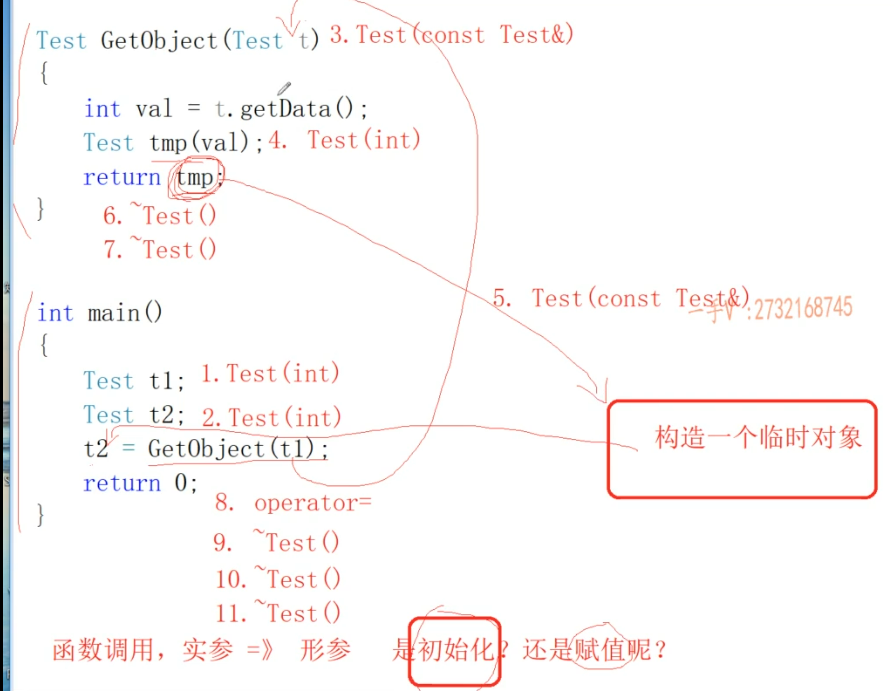 Test GetObject(Test t) 3.Test(const Test&)
{
int val = t.getData();
Test tmp(val); 4. Test(int)
return tmp;
} 6.~Test()
7.~Test()
5. Test(const Test&)
一手V:2732168745
int main()
{
Test t1; 1.Test(int)
Test t2; 2.Test(int)
构造一个临时对象
t2 = GetObject(t1);
return 0;
8. operator=
}
9. ~Test()
10.~Test()
11.~Test()
函数调用，实参 =》 形参 是初始化？还是赋值呢？